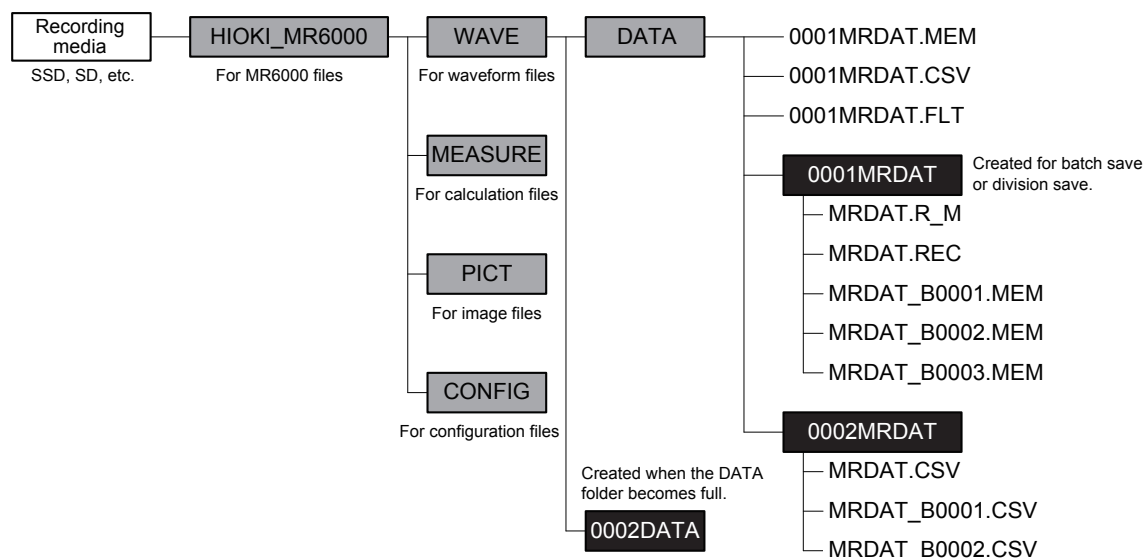 Recording
media
SSD, SD, etc.
HIOKI_MR6000
For MR6000 files
WAVE
For waveform files
MEASURE
For calculation files
PICT
For image files
CONFIG
For configuration files
DATA
Created when the DATA
folder becomes full.
0002DATA
0001MRDAT.MEM
0001MRDAT.CSV
0001MRDAT.FLT
0001MRDAT
Created for batch save
or division save.
MRDAT.R_M
MRDAT.REC
MRDAT_B0001.MEM
MRDAT_B0002.MEM
MRDAT_B0003.MEM
0002MRDAT
MRDAT.CSV
MRDAT_B0001.CSV
MRDAT_B0002.CSV